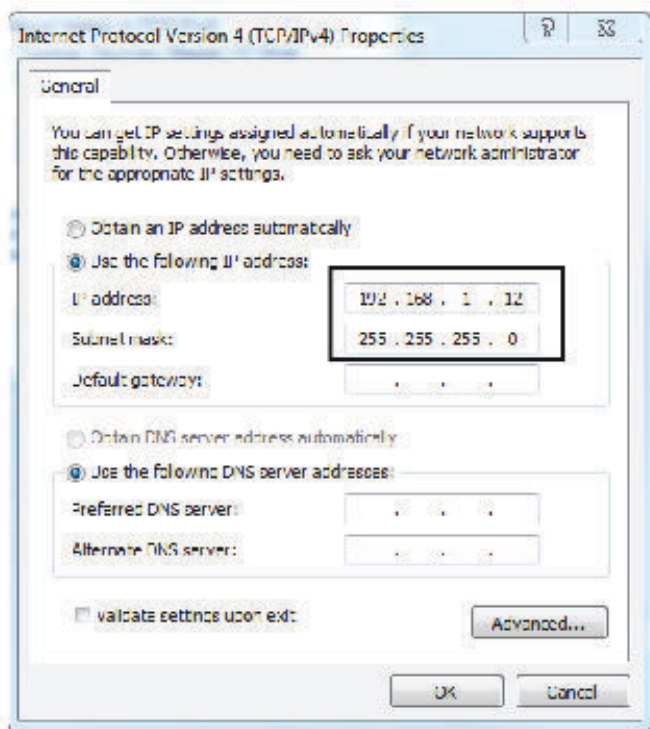 Internet Protocol Version 4 (TCP/IPv4) Properties
General
You can get IP settings assigned automatically if your network supports
this capability. Otherwise, you need to ask your network administrator
for the appropriate IP settings.
Obtain an IP address automatically
Use the following IP address:
IP address: 192 . 168 . 1 . 12
Subnet mask: 255 . 255 . 255 . 0
Default gateway: . . .
Obtain DNS server address automatically
Use the following DNS server addresses:
Preferred DNS server: . . .
Alternate DNS server: . . .
Validate settings upon exit
Advanced...
OK Cancel